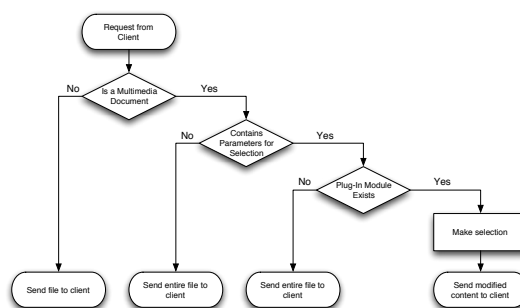 Request from
Client
No
Is a Multimedia
Document
Yes
No
Contains
Parameters for
Selection
Yes
No
Plug-In Module
Exists
Yes
Make selection
Send file to client
Send entire file to
client
Send entire file to
client
Send modified
content to client